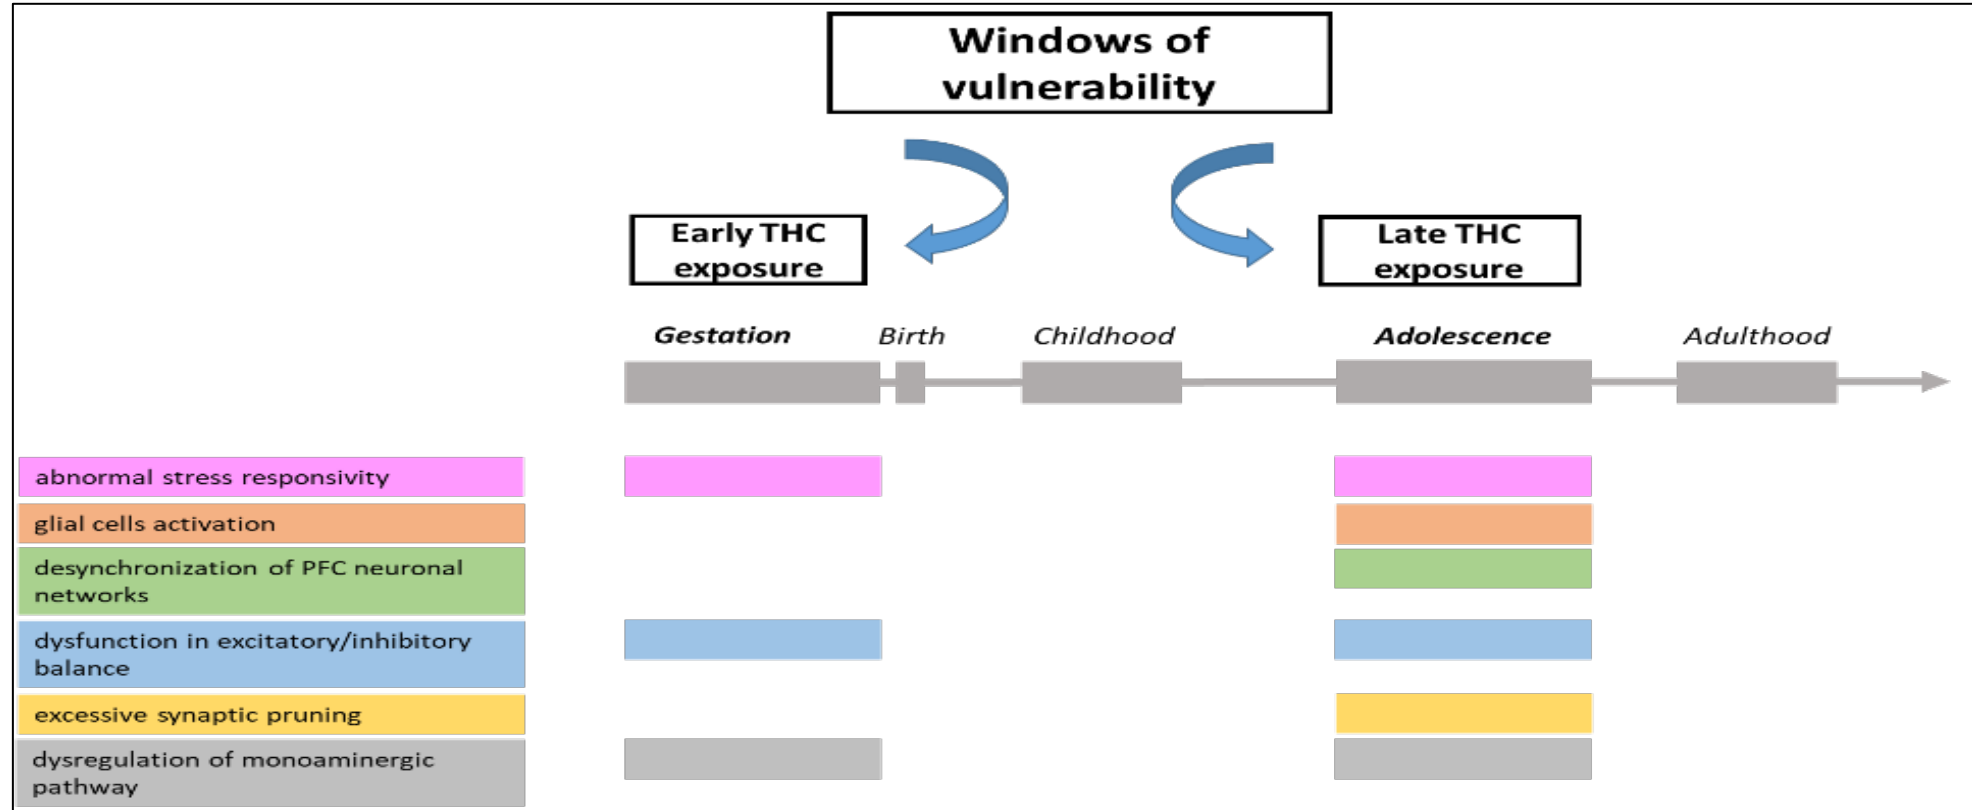 Windows of
vulnerability
Early THC
exposure
Late THC
exposure
Gestation
Birth
Childhood
Adolescence
Adulthood
abnormal stress responsivity
glial cells activation
desynchronization of PFC neuronal
networks
dysfunction in excitatory/inhibitory
balance
excessive synaptic pruning
dysregulation of monoaminergic
pathway